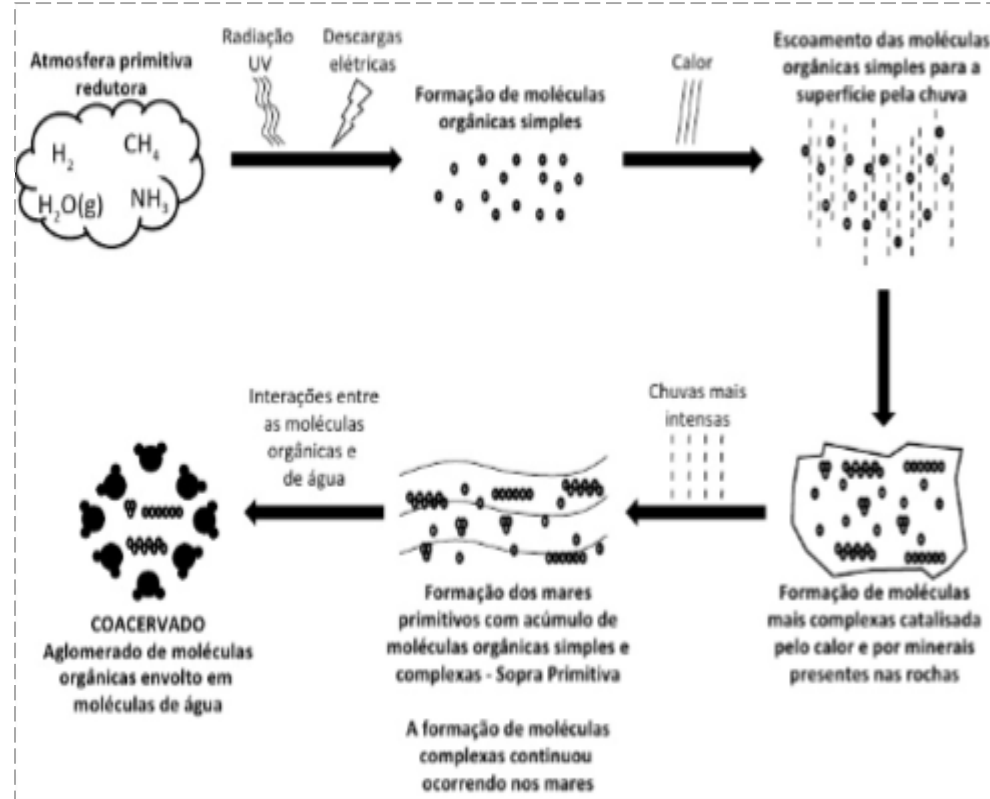 Atmosfera primitiva
redutora
H₂
CH₄
H₂O(g)
NH₃
Radiação
UV
Descargas
elétricas
Formação de moléculas
orgânicas simples
Calor
Escoamento das moléculas
orgânicas simples para a
superfície pela chuva
Formação de moléculas
mais complexas catalisada
pelo calor e por minerais
presentes nas rochas
Chuvas mais
intensas
Formação dos mares
primitivos com acúmulo de
moléculas orgânicas simples e
complexas - Sopra Primitiva
A formação de moléculas
complexas continuou
ocorrendo nos mares
Interações entre
as moléculas
orgânicas e
de água
COACERVADO
Aglomerado de moléculas
orgânicas envolto em
moléculas de água